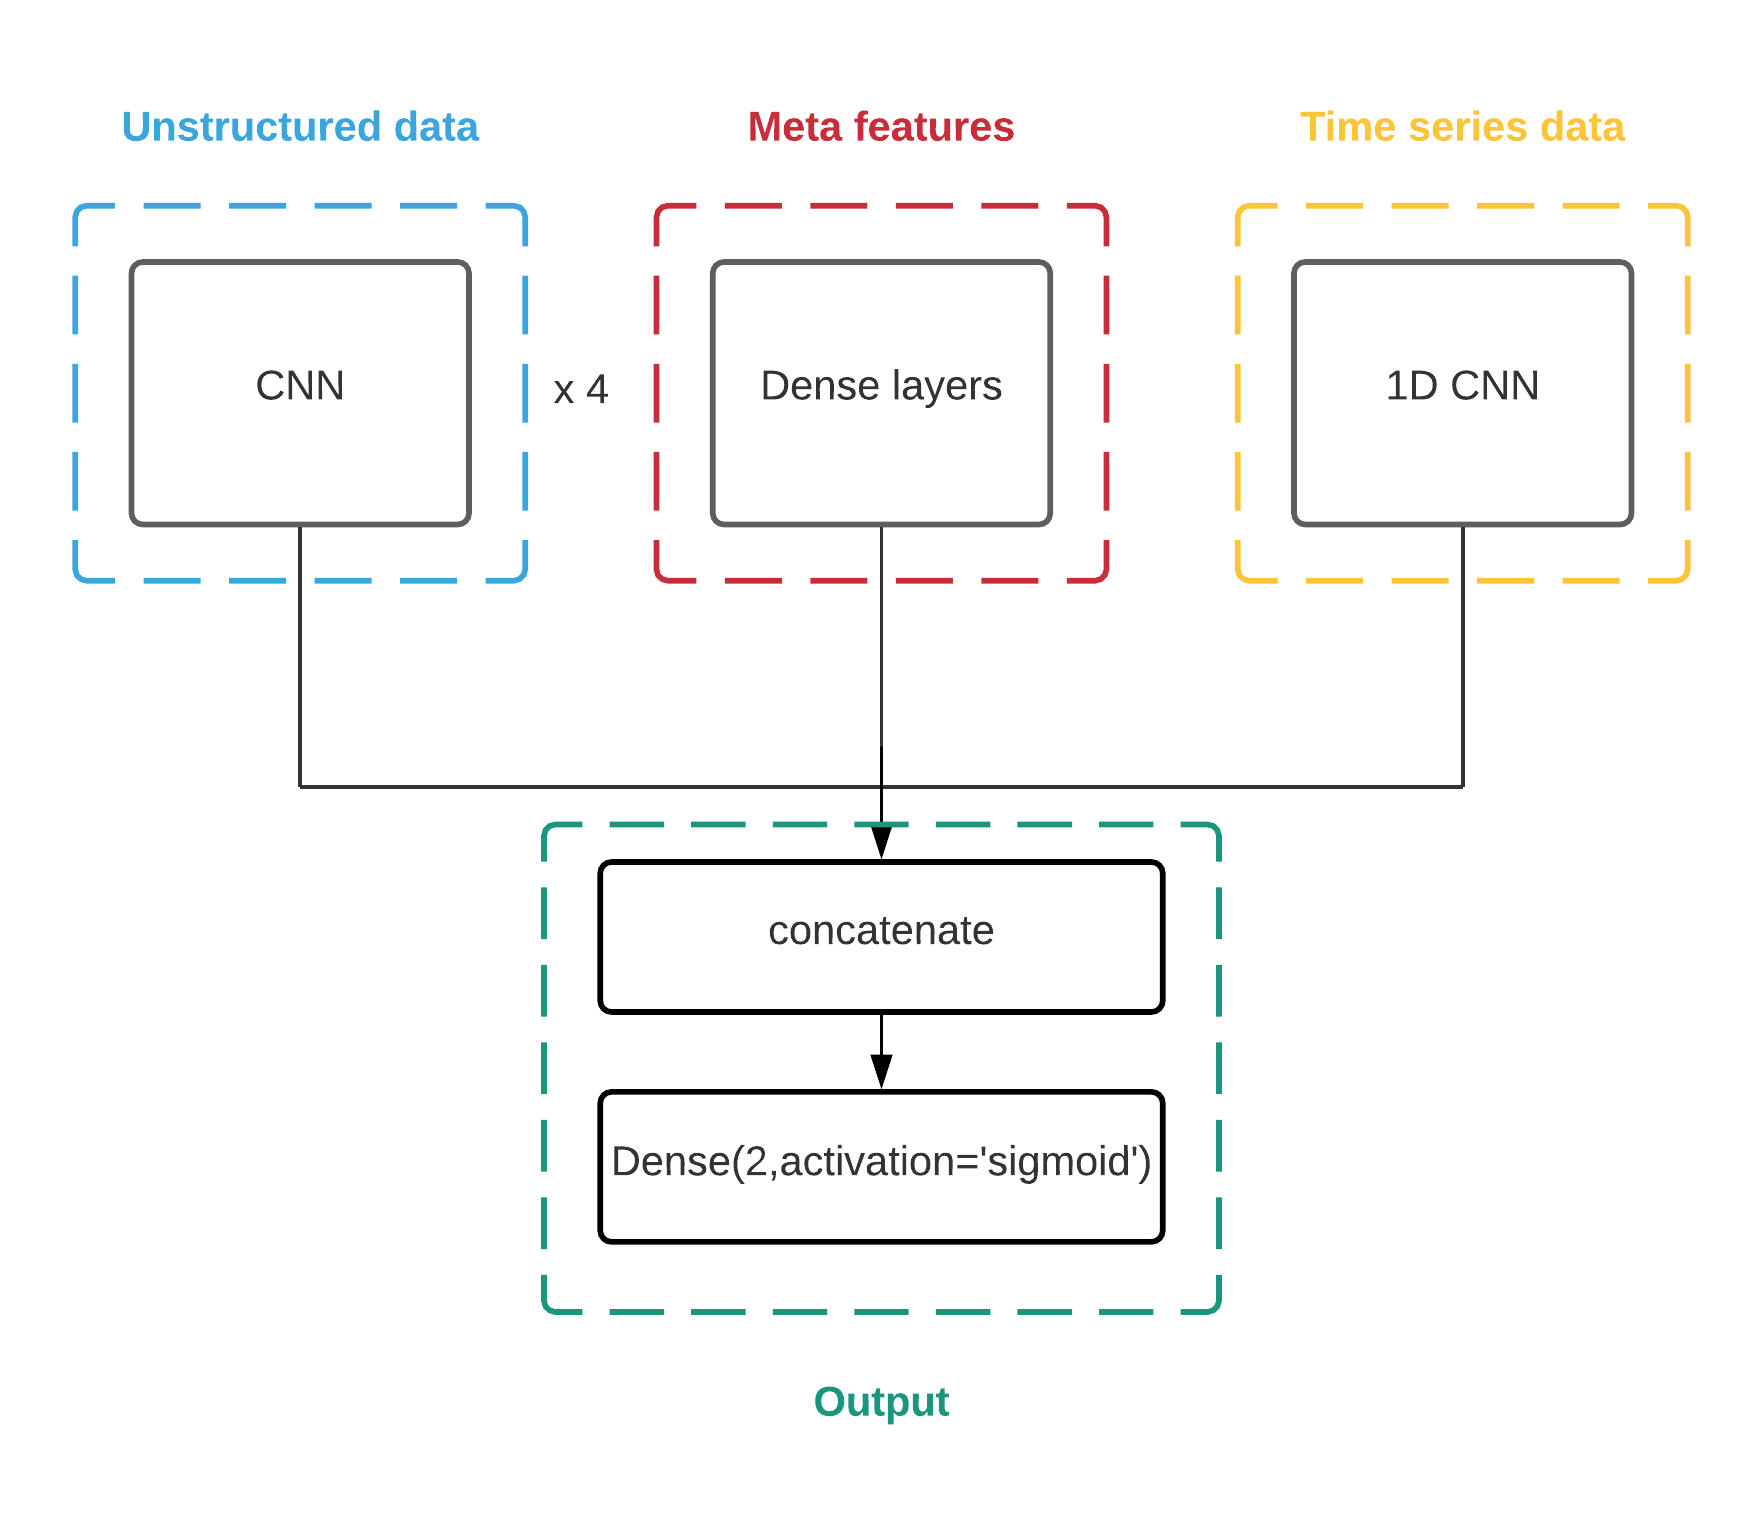 Unstructured data
Meta features
Time series data
CNN
x 4
Dense layers
1D CNN
concatenate
Dense(2,activation='sigmoid')
Output